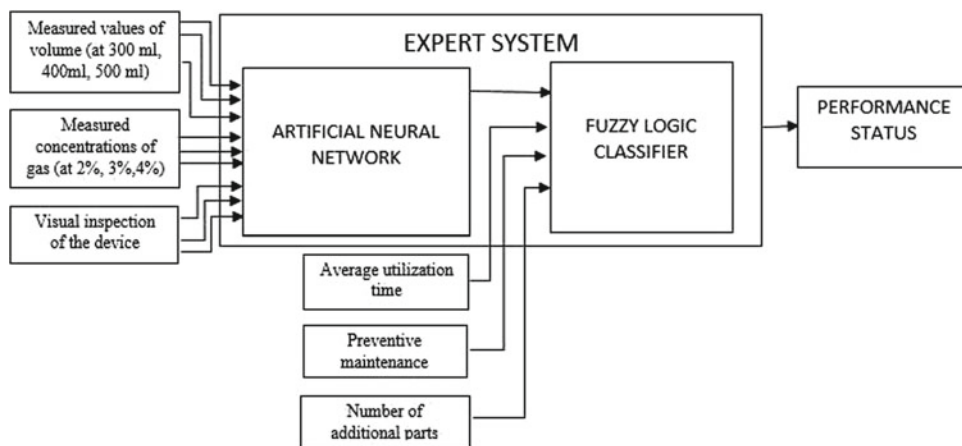 Measured values of
volume (at 300 ml,
400ml, 500 ml)
Measured
concentrations of
gas (at 2%, 3%,4%)
Visual inspection
of the device
EXPERT SYSTEM
ARTIFICIAL NEURAL
NETWORK
FUZZY LOGIC
CLASSIFIER
PERFORMANCE
STATUS
Average utilization
time
Preventive
maintenance
Number of
additional parts